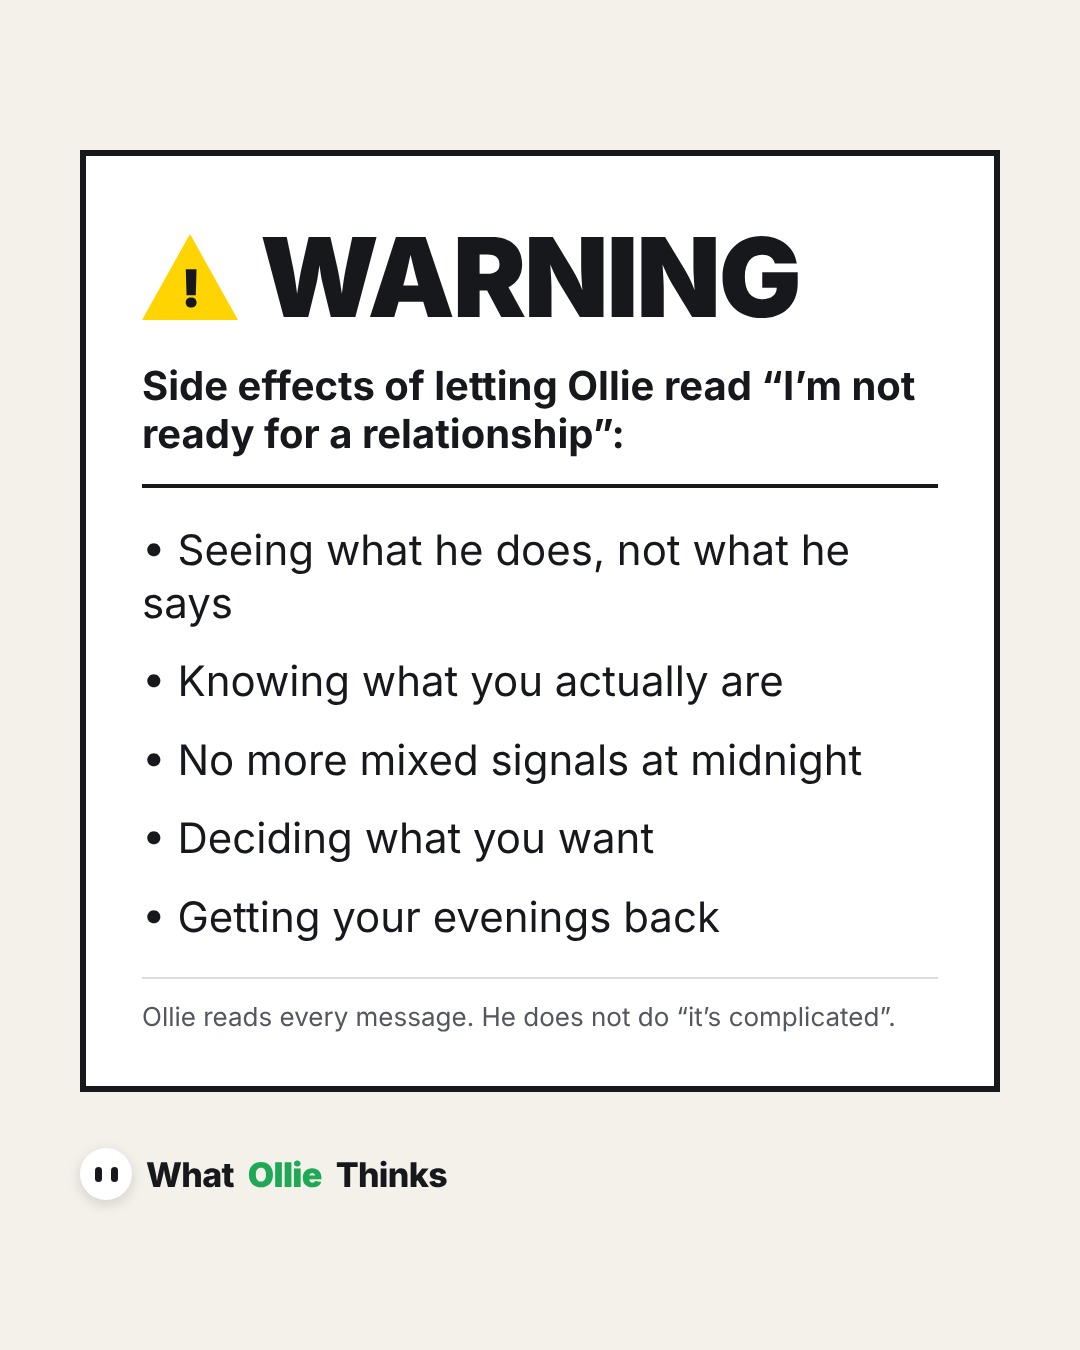 ! WARNING
Side effects of letting Ollie read “I’m not
ready for a relationship”:
• Seeing what he does, not what he
says
• Knowing what you actually are
• No more mixed signals at midnight
• Deciding what you want
• Getting your evenings back
Ollie reads every message. He does not do “it’s complicated”.
What Ollie Thinks